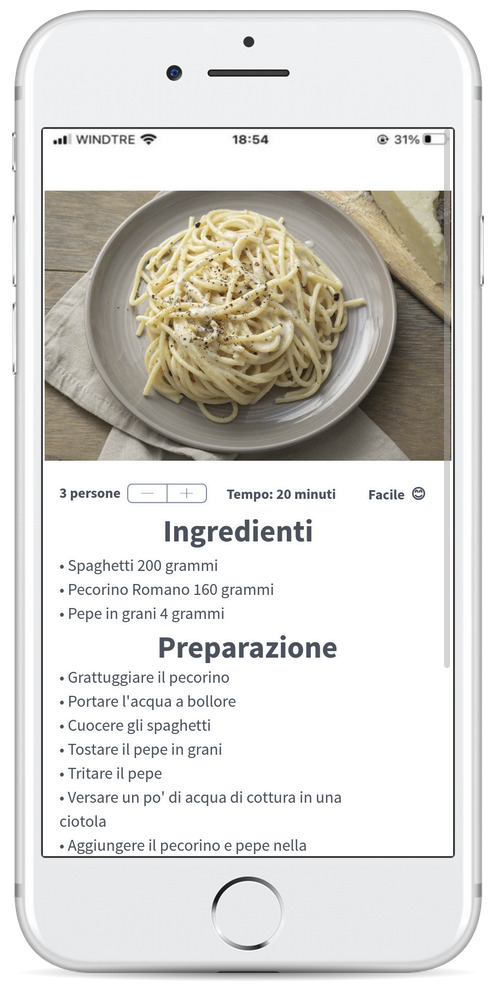 WINDTRE 18:54 31%
3 persone Tempo: 20 minuti Facile 😊
Ingredienti
• Spaghetti 200 grammi
• Pecorino Romano 160 grammi
• Pepe in grani 4 grammi
Preparazione
• Grattuggiare il pecorino
• Portare l'acqua a bollore
• Cuocere gli spaghetti
• Tostare il pepe in grani
• Tritare il pepe
• Versare un po' di acqua di cottura in una
ciotola
• Aggiungere il pecorino e pepe nella